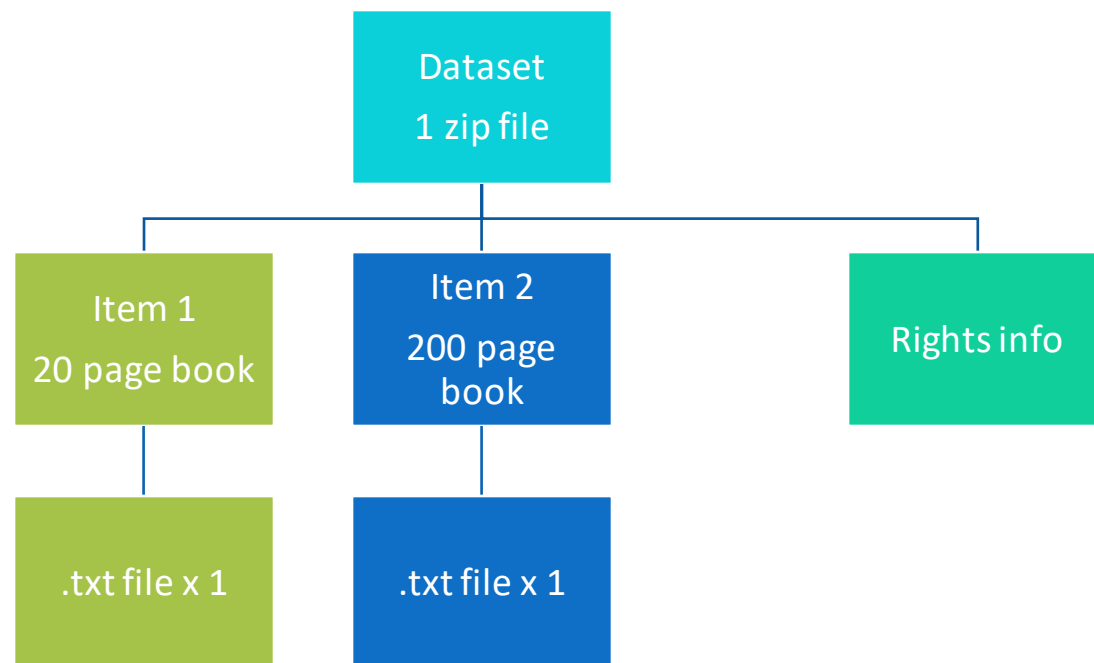 Dataset
1 zip file
Item 1
20 page book
Item 2
200 page
book
Rights info
.txt file x 1
.txt file x 1